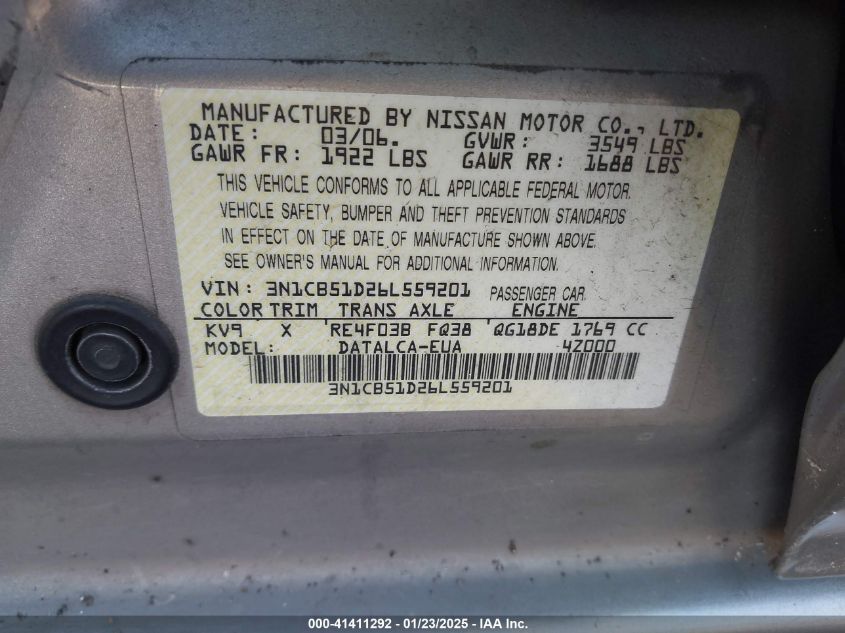 MANUFACTURED BY NISSAN MOTOR CO., LTD.
DATE: 03/06. GVWR: 3549 LBS
GAWR FR: 1922 LBS GAWR RR: 1688 LBS
THIS VEHICLE CONFORMS TO ALL APPLICABLE FEDERAL MOTOR
VEHICLE SAFETY, BUMPER AND THEFT PREVENTION STANDARDS
IN EFFECT ON THE DATE OF MANUFACTURE SHOWN ABOVE.
SEE OWNER'S MANUAL FOR ADDITIONAL INFORMATION.
VIN: 3N1CB51D26L559201 PASSENGER CAR
COLOR TRIM TRANS AXLE ENGINE
KV9 X RE4F03B FQ38 QG18DE 1769 CC
MODEL: DATALCA-EUA 4Z000
3N1CB51D26L559201
000-41411292 - 01/23/2025 - IAA Inc.